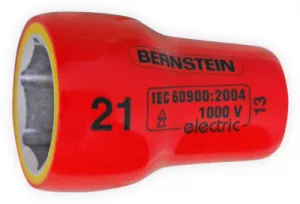 BERNSTEIN
21
IEC 60900:2004
1000 V
electric
13